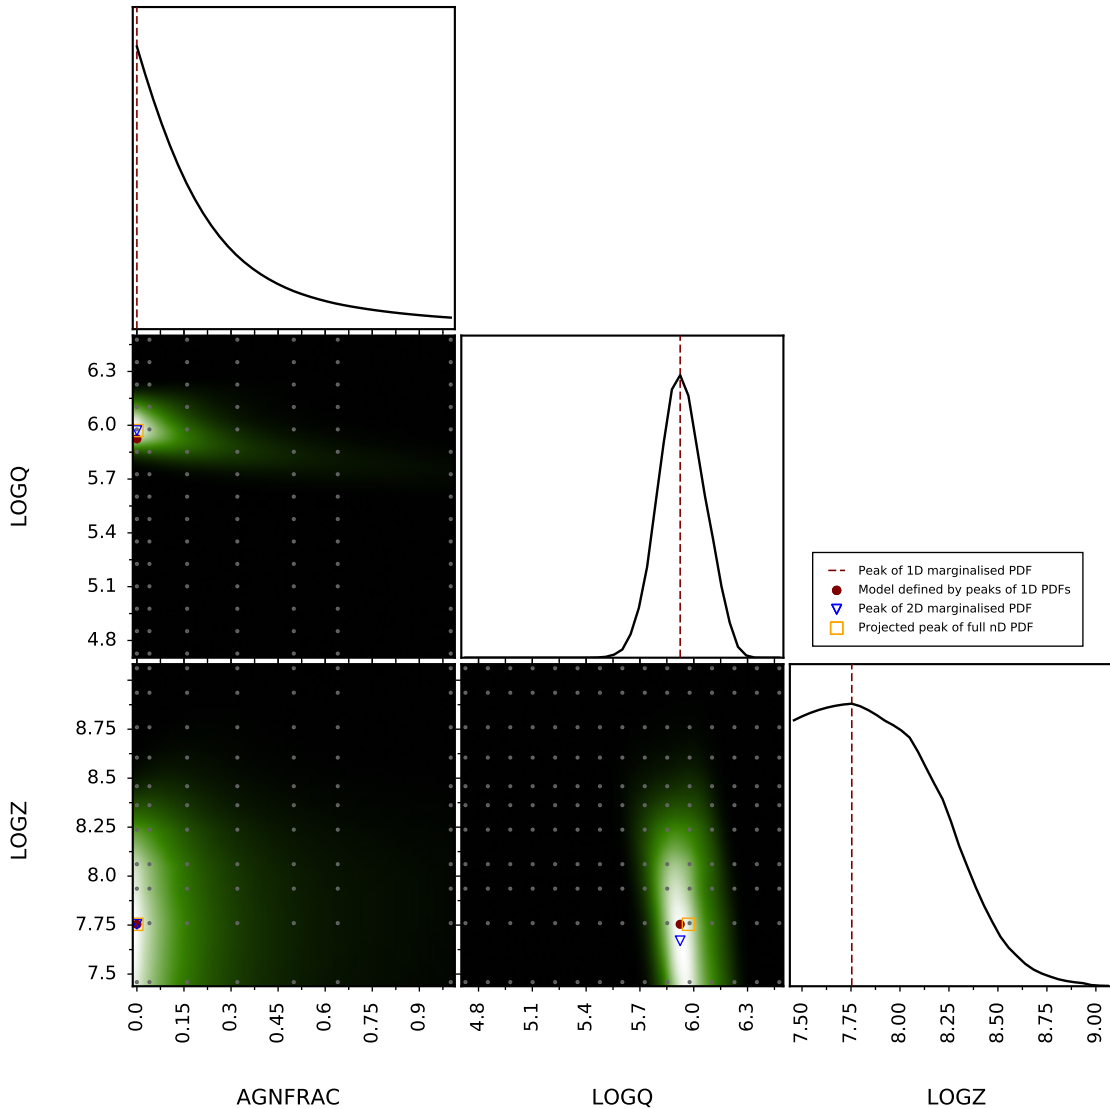 6.3
6.0
5.7
5.4
5.1
4.8
LOGQ
Peak of 1D marginalised PDF
Model defined by peaks of 1D PDFs
Peak of 2D marginalised PDF
Projected peak of full nD PDF
8.75
8.5
8.25
8.0
7.75
7.5
LOGZ
0.0 0.15 0.3 0.45 0.6 0.75 0.9
4.8 5.1 5.4 5.7 6.0 6.3
7.50 7.75 8.00 8.25 8.50 8.75 9.00
AGNFRAC LOGQ LOGZ